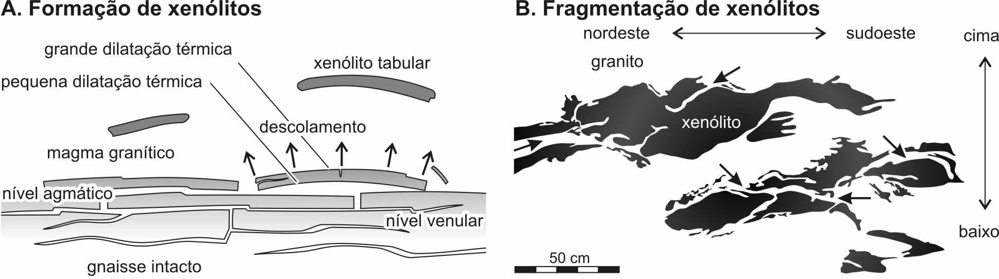 A. Formação de xenólitos
grande dilatação térmica
pequena dilatação térmica
xenólito tabular
descolamento
magma granítico
nível agmático
nível venular
gnaisse intacto
B. Fragmentação de xenólitos
nordeste
sudoeste
cima
granito
xenólito
baixo
50 cm